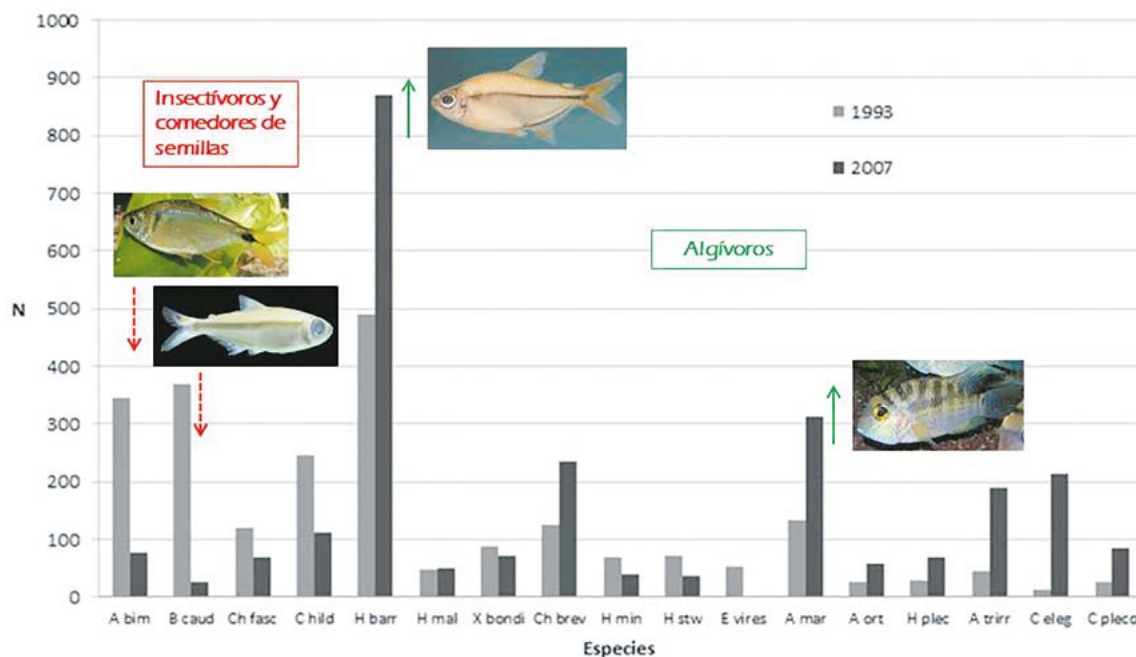 1000
900
800
700
600
500
400
300
200
100
0
N
Insectívoros y
comedores de
semillas
Algívoros
1993
2007
A bim B caud Ch fasc C hild H barr H mal X bondi Ch brev H min H stw E vires A mar A ort H plec A trirr C eleg C pleco
Especies